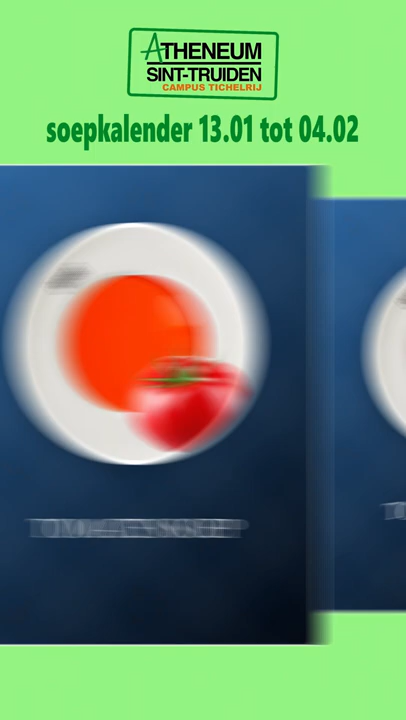 ATHENEUM
SINT-TRUIDEN
CAMPUS TICHELRIJ
soepkalender 13.01 tot 04.02